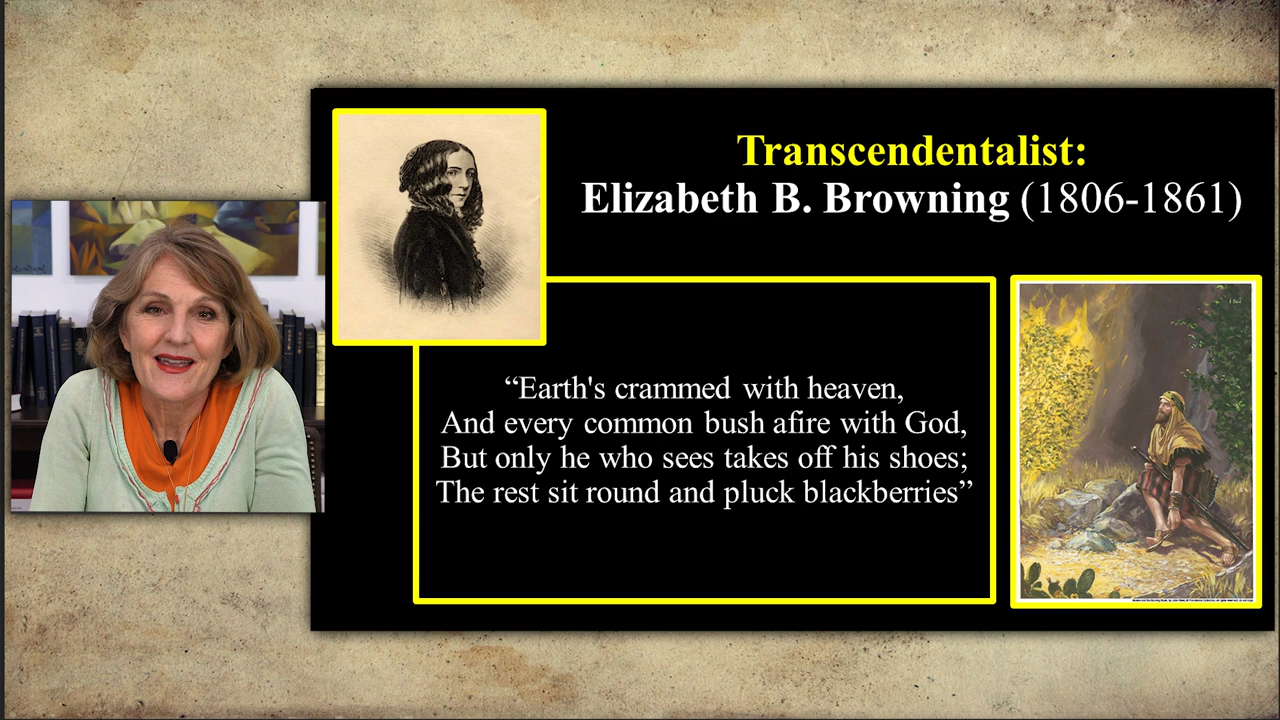 Transcendentalist:
Elizabeth B. Browning (1806-1861)
“Earth's crammed with heaven,
And every common bush afire with God,
But only he who sees takes off his shoes;
The rest sit round and pluck blackberries”